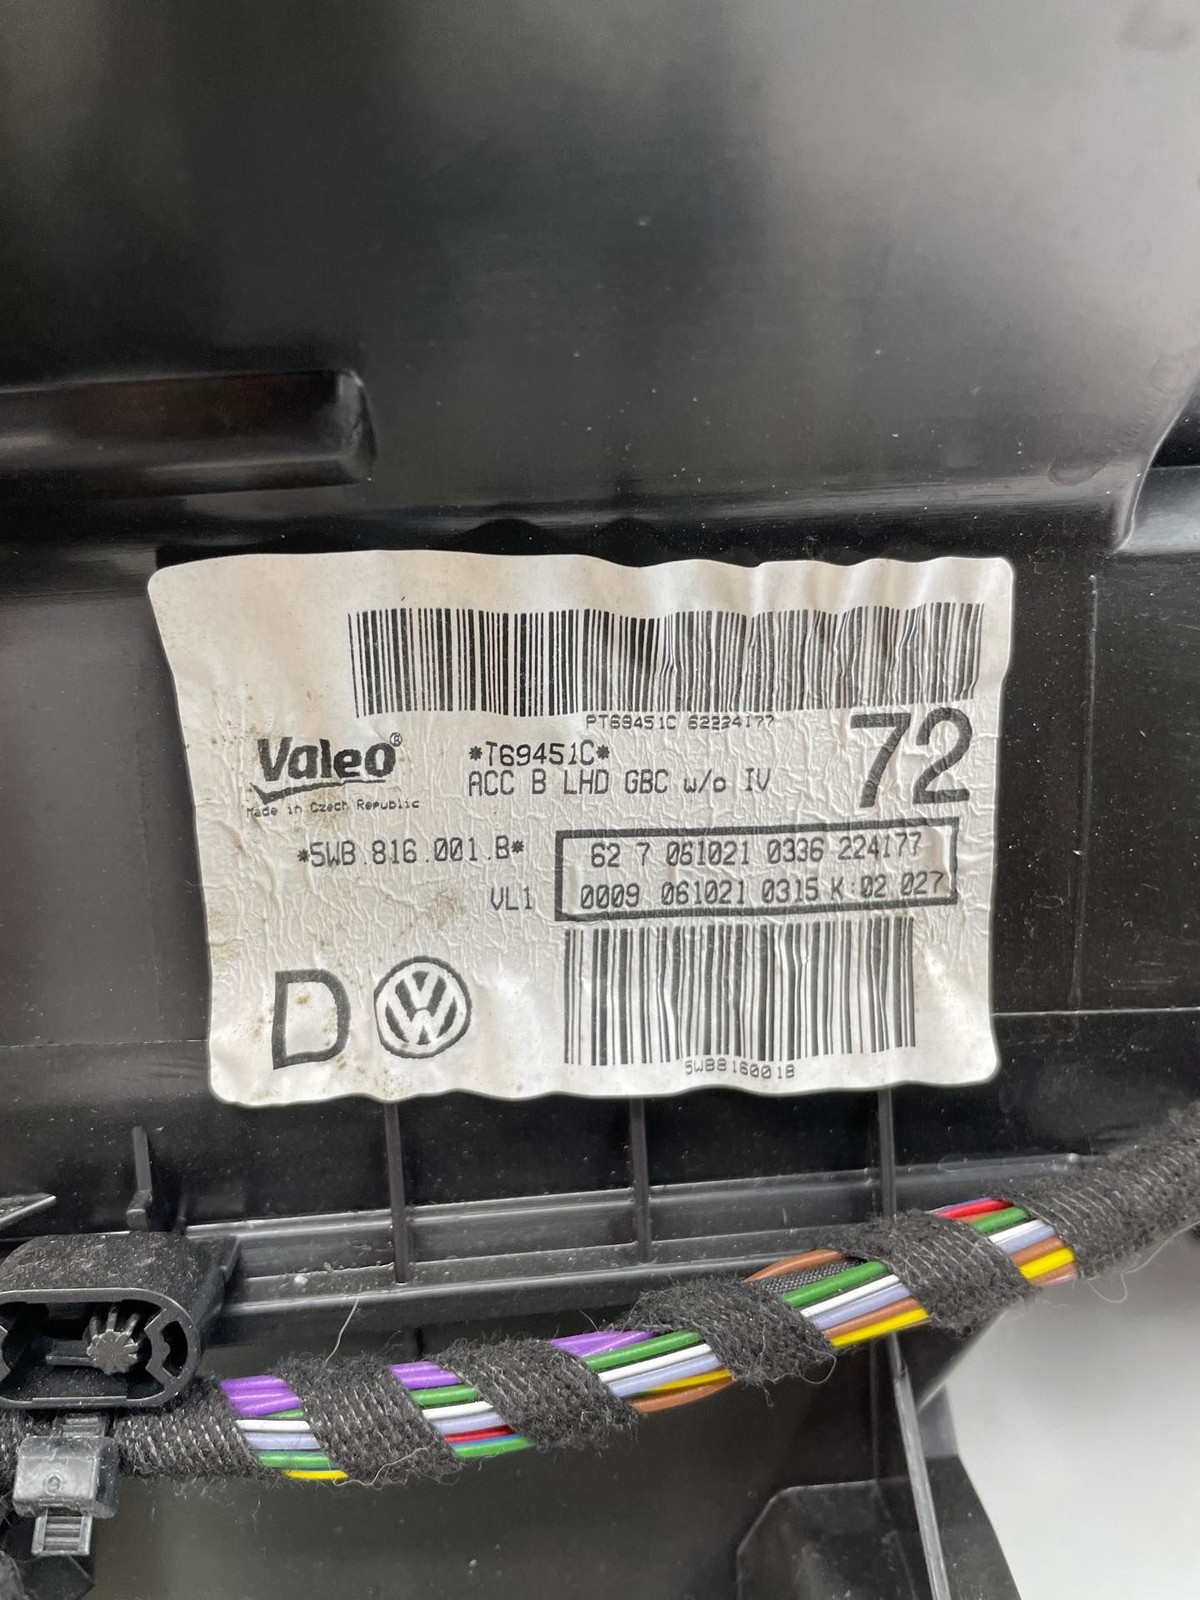 PT69451C 62224177
Valeo®
Made in Czech Republic
*T69451C*
ACC B LHD GBC w/o IV
72
*5WB.816.001.B*
VL1
62 7 061021 0336 224177
0009 061021 0315 K:02 027
D
5WB816001B